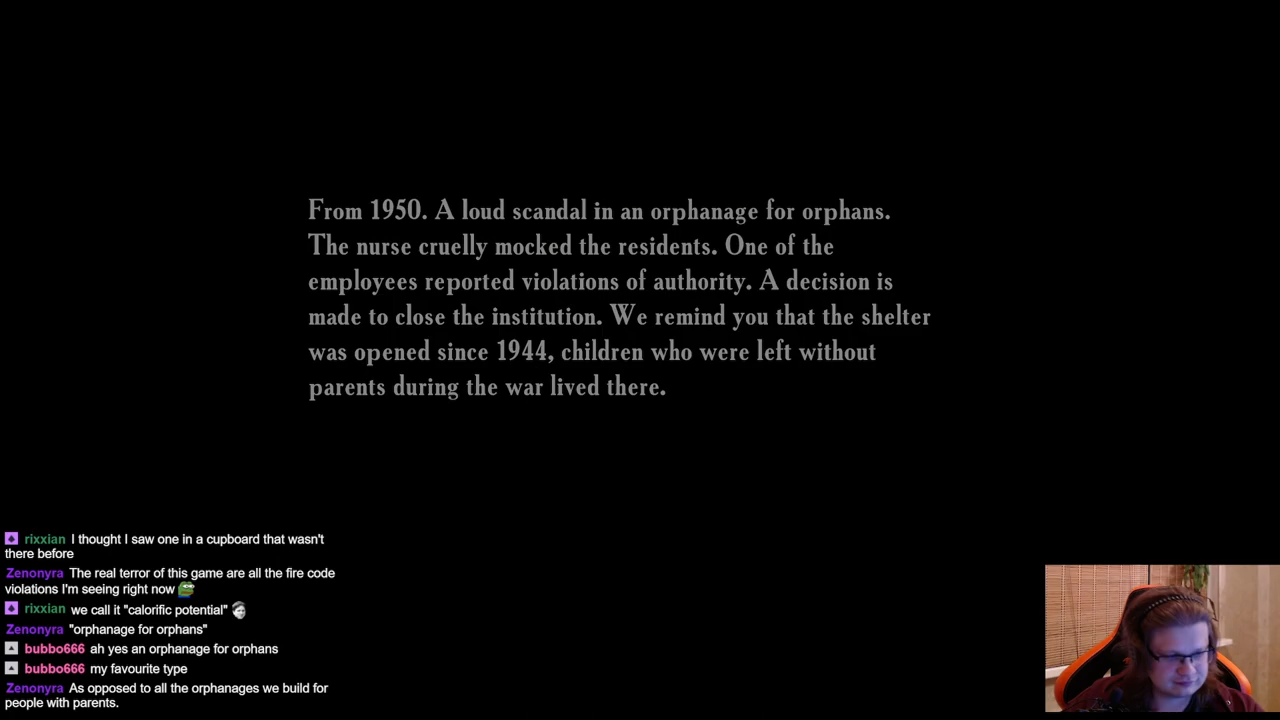 From 1950. A loud scandal in an orphanage for orphans.
The nurse cruelly mocked the residents. One of the
employees reported violations of authority. A decision is
made to close the institution. We remind you that the shelter
was opened since 1944, children who were left without
parents during the war lived there.
rixxian I thought I saw one in a cupboard that wasn't
there before
Zenonyra The real terror of this game are all the fire code
violations I'm seeing right now
rixxian we call it "calorific potential"
Zenonyra "orphanage for orphans"
bubbo666 ah yes an orphanage for orphans
bubbo666 my favourite type
Zenonyra As opposed to all the orphanages we build for
people with parents.